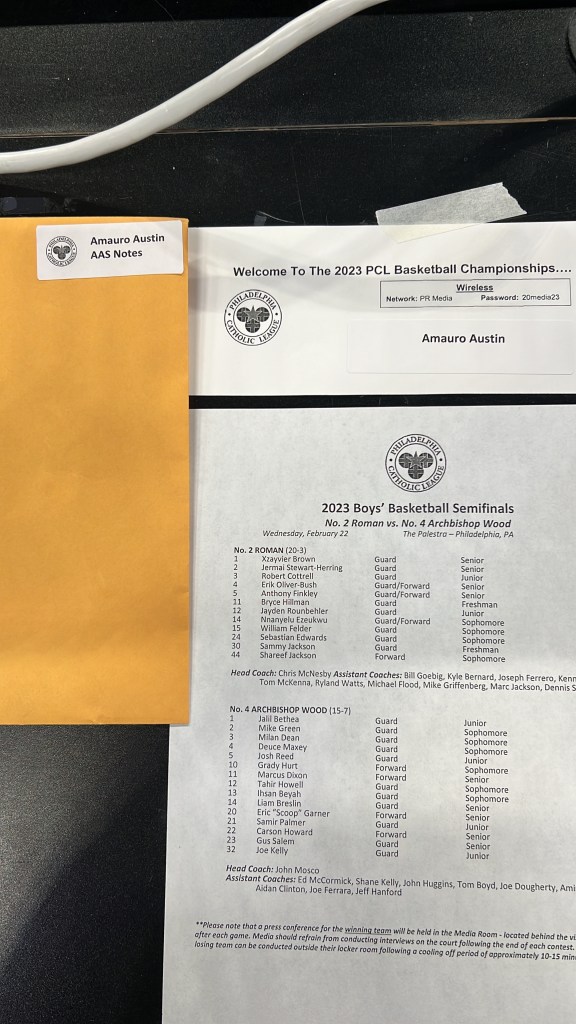 Amauro Austin
AAS Notes
Welcome To The 2023 PCL Basketball Championships....
Wireless
Network: PR Media Password: 20media23
PHILADELPHIA CATHOLIC LEAGUE
Amauro Austin
PHILADELPHIA CATHOLIC LEAGUE
2023 Boys' Basketball Semifinals
No. 2 Roman vs. No. 4 Archbishop Wood
Wednesday, February 22 The Palestra – Philadelphia, PA
No. 2 ROMAN (20-3)
1 Xzayvier Brown Guard Senior
2 Jermai Stewart-Herring Guard Senior
3 Robert Cottrell Guard Junior
4 Erik Oliver-Bush Guard/Forward Senior
5 Anthony Finkley Guard/Forward Senior
11 Bryce Hillman Guard Freshman
12 Jayden Rounbehler Guard Junior
14 Nnanyelu Ezeukwu Guard/Forward Sophomore
15 William Felder Guard Sophomore
24 Sebastian Edwards Guard Sophomore
30 Sammy Jackson Guard Freshman
44 Shareef Jackson Forward Sophomore
Head Coach: Chris McNesby Assistant Coaches: Bill Goebig, Kyle Bernard, Joseph Ferrero, Kenn
Tom McKenna, Ryland Watts, Michael Flood, Mike Griffenberg, Marc Jackson, Dennis S
No. 4 ARCHBISHOP WOOD (15-7)
1 Jalil Bethea Guard Junior
2 Mike Green Guard Sophomore
3 Milan Dean Guard Sophomore
4 Deuce Maxey Guard Sophomore
5 Josh Reed Guard Junior
10 Grady Hurt Forward Sophomore
11 Marcus Dixon Forward Senior
12 Tahir Howell Guard Sophomore
13 Ihsan Beyah Guard Sophomore
14 Liam Breslin Guard Senior
20 Eric "Scoop" Garner Forward Senior
21 Samir Palmer Guard Junior
22 Carson Howard Forward Senior
23 Gus Salem Guard Senior
32 Joe Kelly Guard Junior
Head Coach: John Mosco
Assistant Coaches: Ed McCormick, Shane Kelly, John Huggins, Tom Boyd, Joe Dougherty, Ami
Aidan Clinton, Joe Ferrara, Jeff Hanford
**Please note that a press conference for the winning team will be held in the Media Room - located behind the vi
after each game. Media should refrain from conducting interviews on the court following the end of each contest.
losing team can be conducted outside their locker room following a cooling off period of approximately 10-15 min